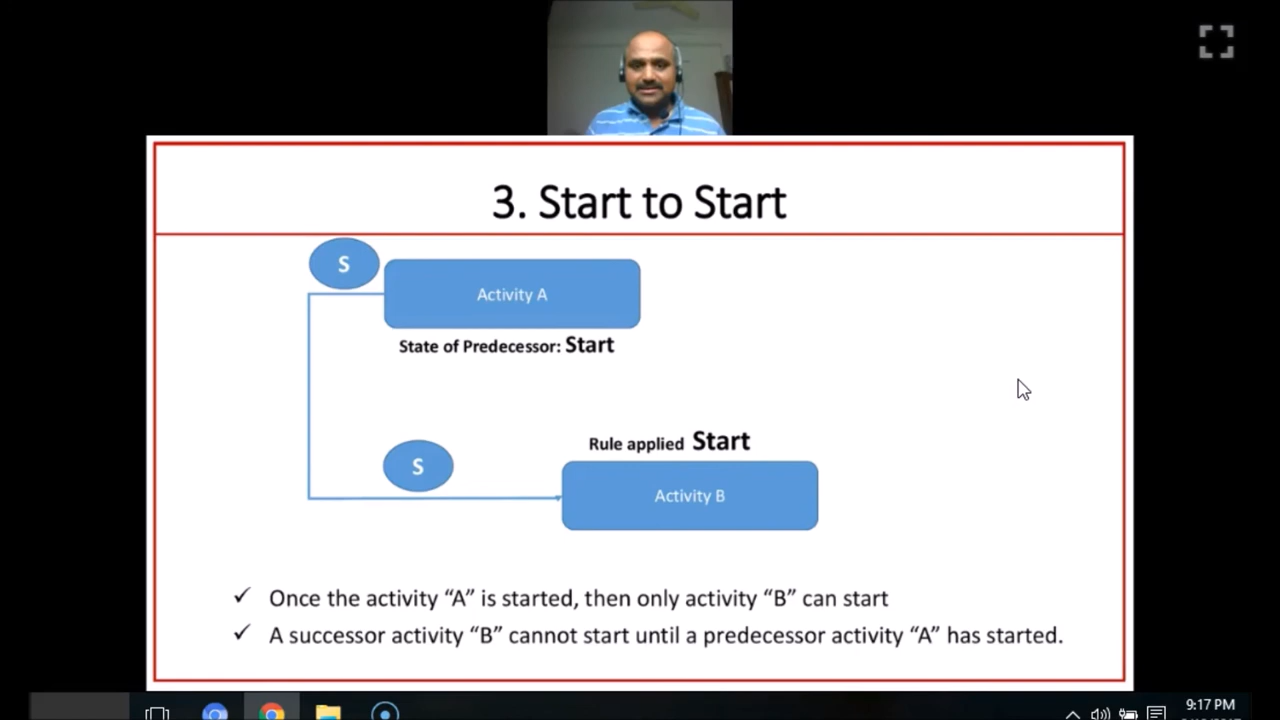 3. Start to Start
S
Activity A
State of Predecessor: Start
Rule applied Start
S
Activity B
✓ Once the activity “A” is started, then only activity “B” can start
✓ A successor activity “B” cannot start until a predecessor activity “A” has started.
9:17 PM